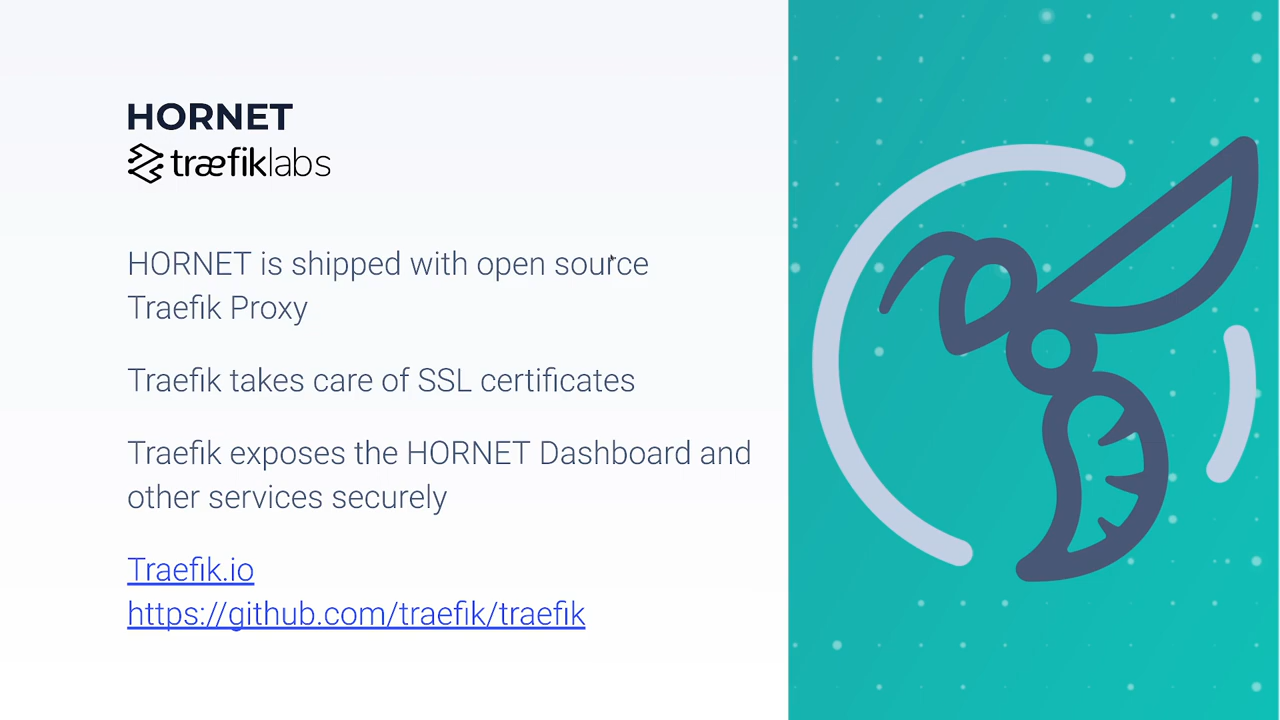 HORNET
træfiklabs
HORNET is shipped with open source
Traefik Proxy
Traefik takes care of SSL certificates
Traefik exposes the HORNET Dashboard and
other services securely
Traefik.io
https://github.com/traefik/traefik